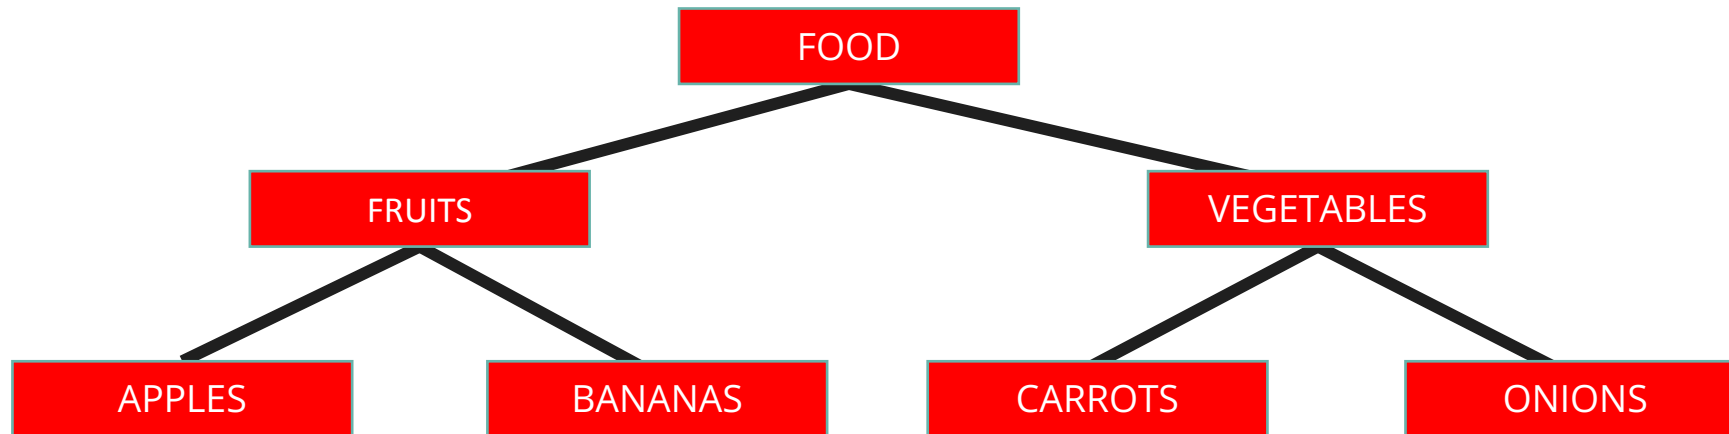 FOOD
FRUITS
VEGETABLES
APPLES
BANANAS
CARROTS
ONIONS